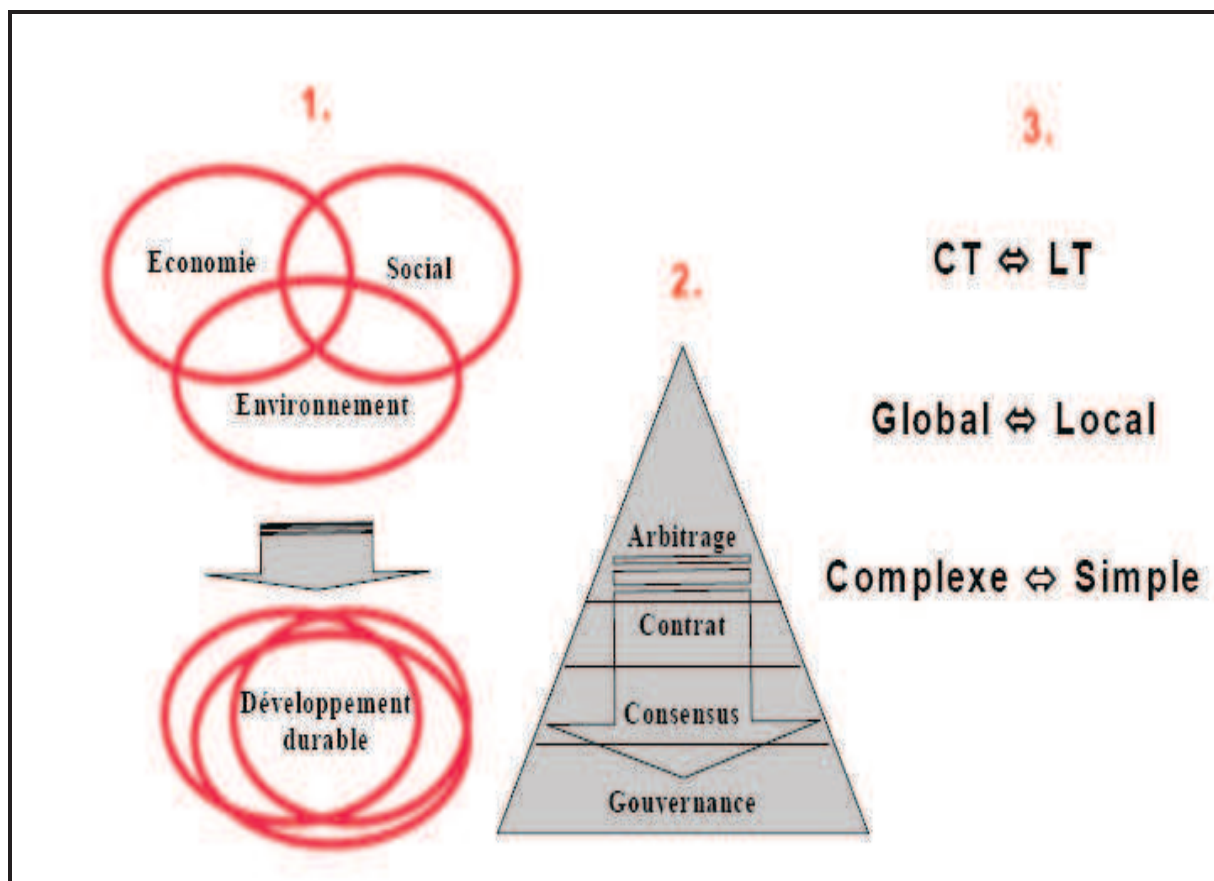 1.
Economie
Social
Environnement
Développement
durable
2.
Arbitrage
Contrat
Consensus
Gouvernance
3.
CT ⇔ LT
Global ⇔ Local
Complexe ⇔ Simple